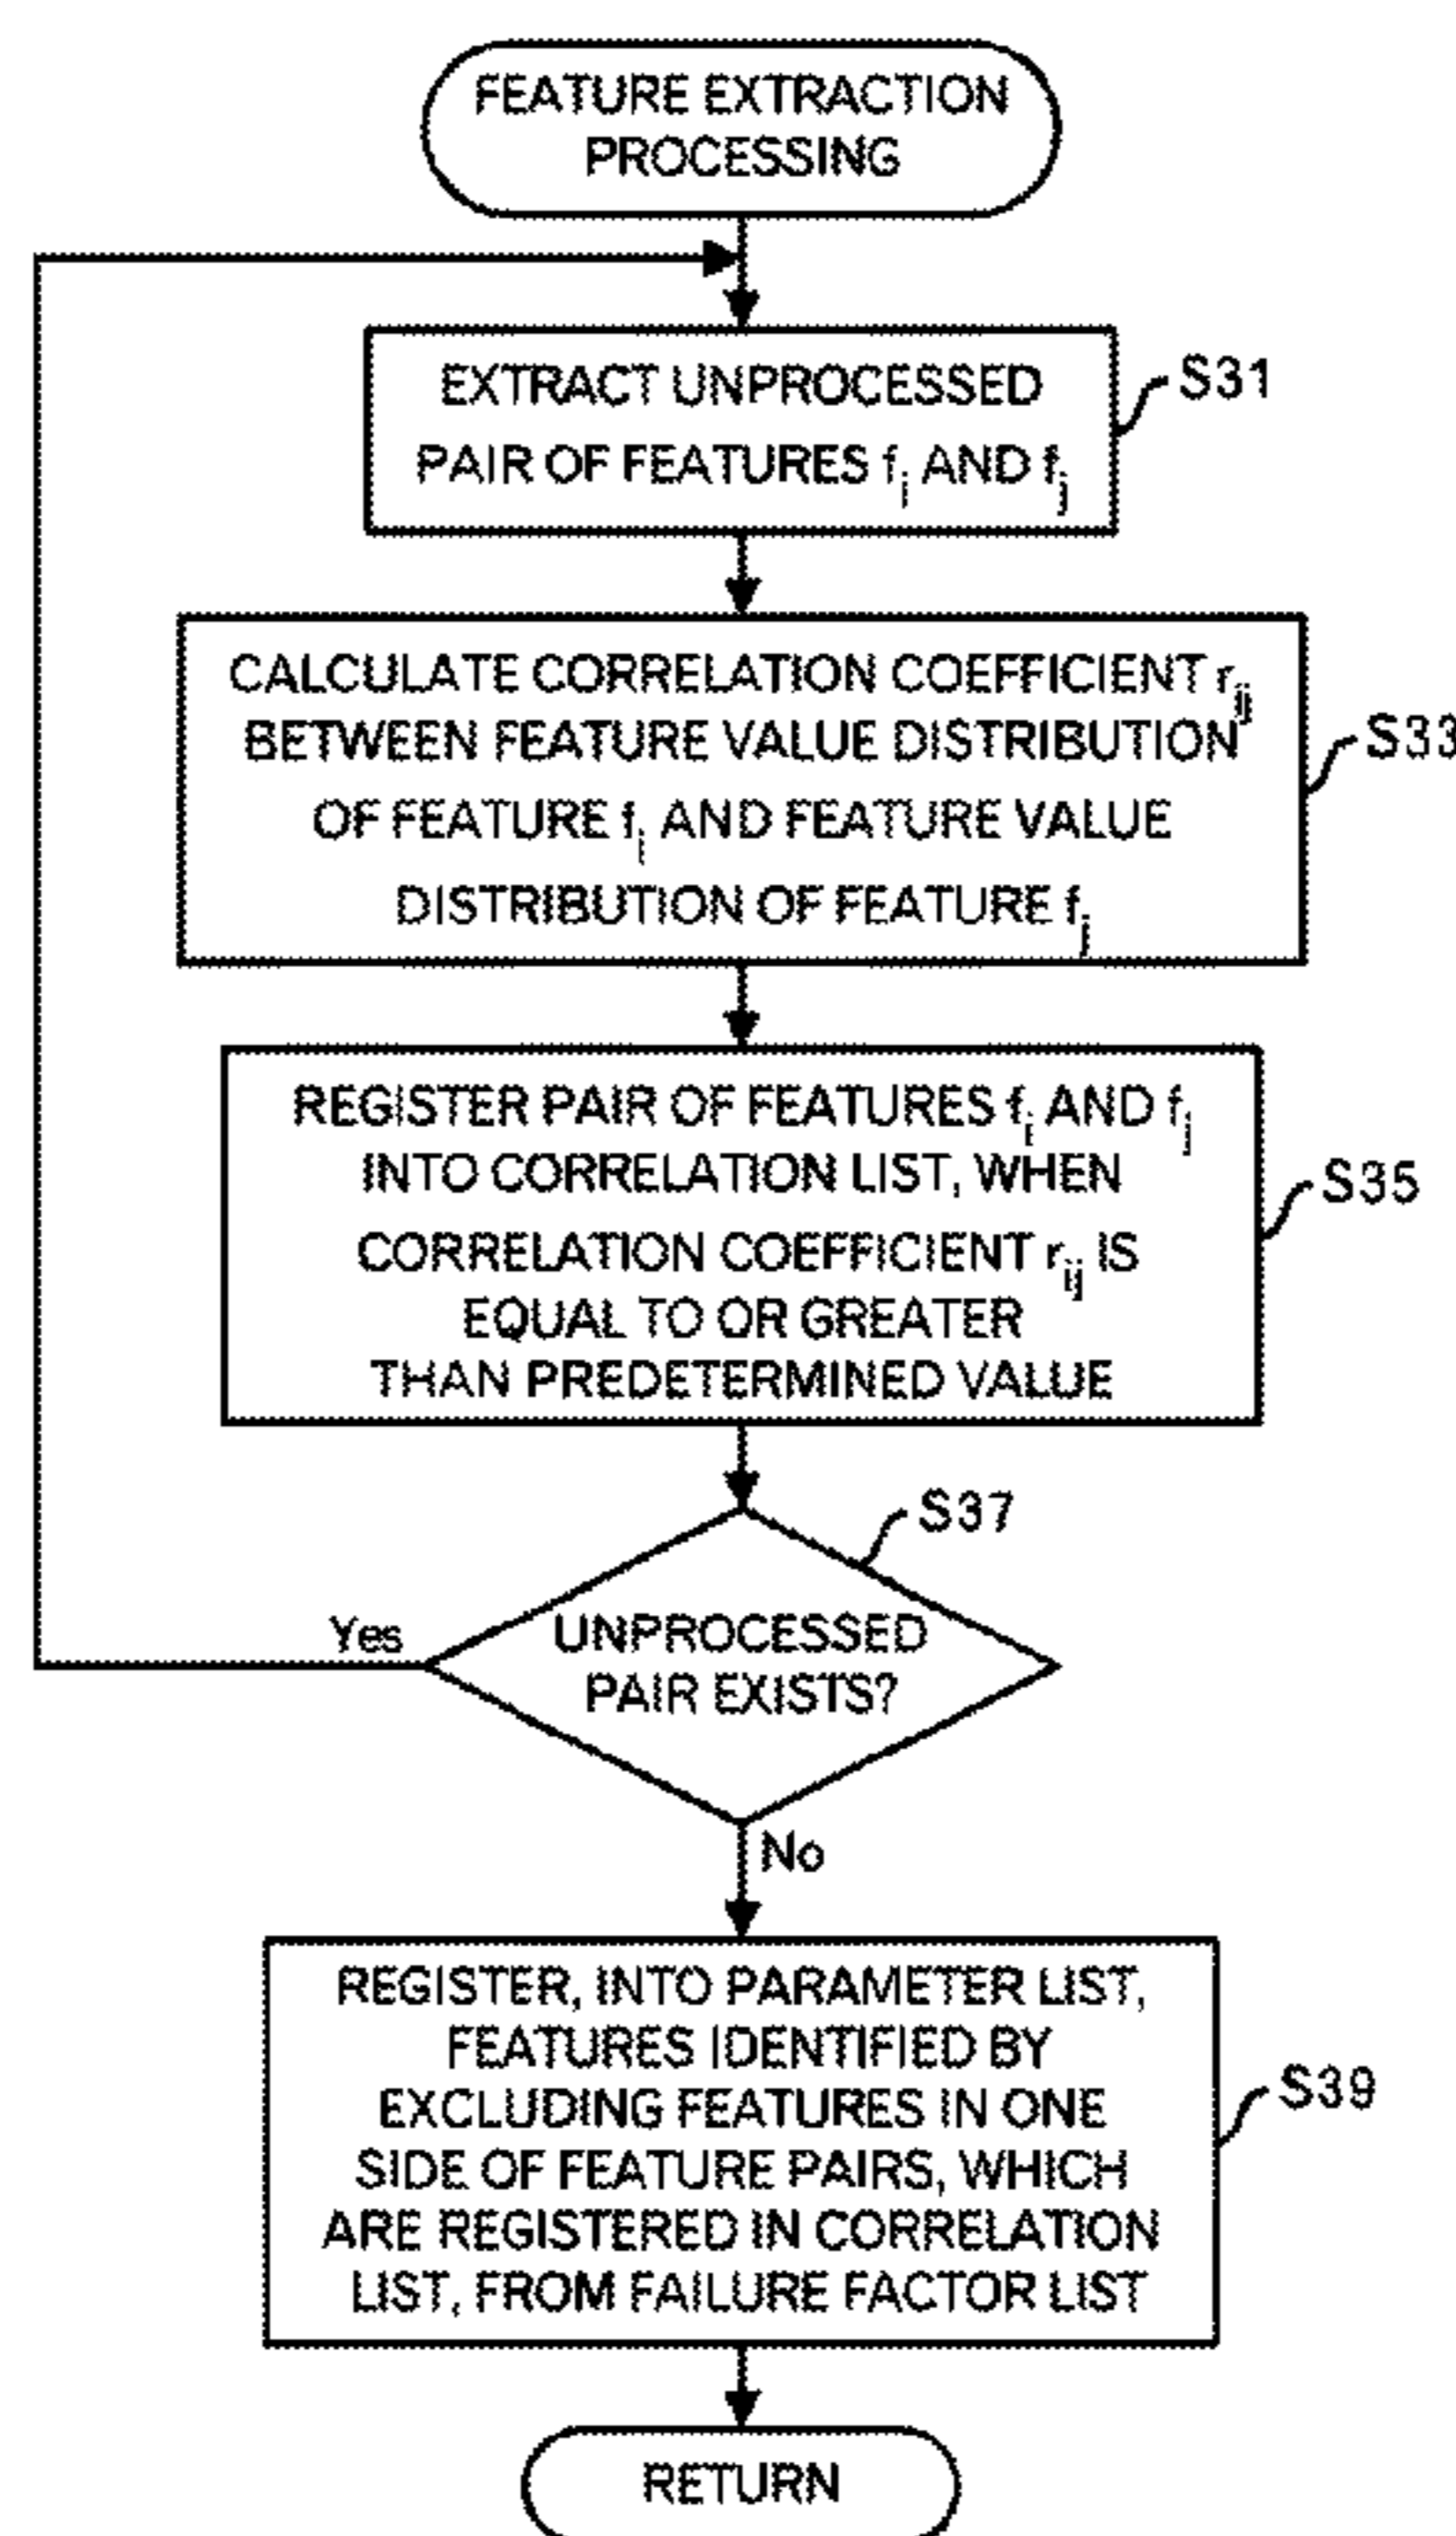 FEATURE EXTRACTION
PROCESSING
EXTRACT UNPROCESSED
PAIR OF FEATURES fi AND fj
S31
CALCULATE CORRELATION COEFFICIENT rij
BETWEEN FEATURE VALUE DISTRIBUTION
OF FEATURE fi AND FEATURE VALUE
DISTRIBUTION OF FEATURE fj
S33
REGISTER PAIR OF FEATURES fi AND fj
INTO CORRELATION LIST, WHEN
CORRELATION COEFFICIENT rij IS
EQUAL TO OR GREATER
THAN PREDETERMINED VALUE
S35
S37
UNPROCESSED
PAIR EXISTS?
Yes
No
REGISTER, INTO PARAMETER LIST,
FEATURES IDENTIFIED BY
EXCLUDING FEATURES IN ONE
SIDE OF FEATURE PAIRS, WHICH
ARE REGISTERED IN CORRELATION
LIST, FROM FAILURE FACTOR LIST
S39
RETURN